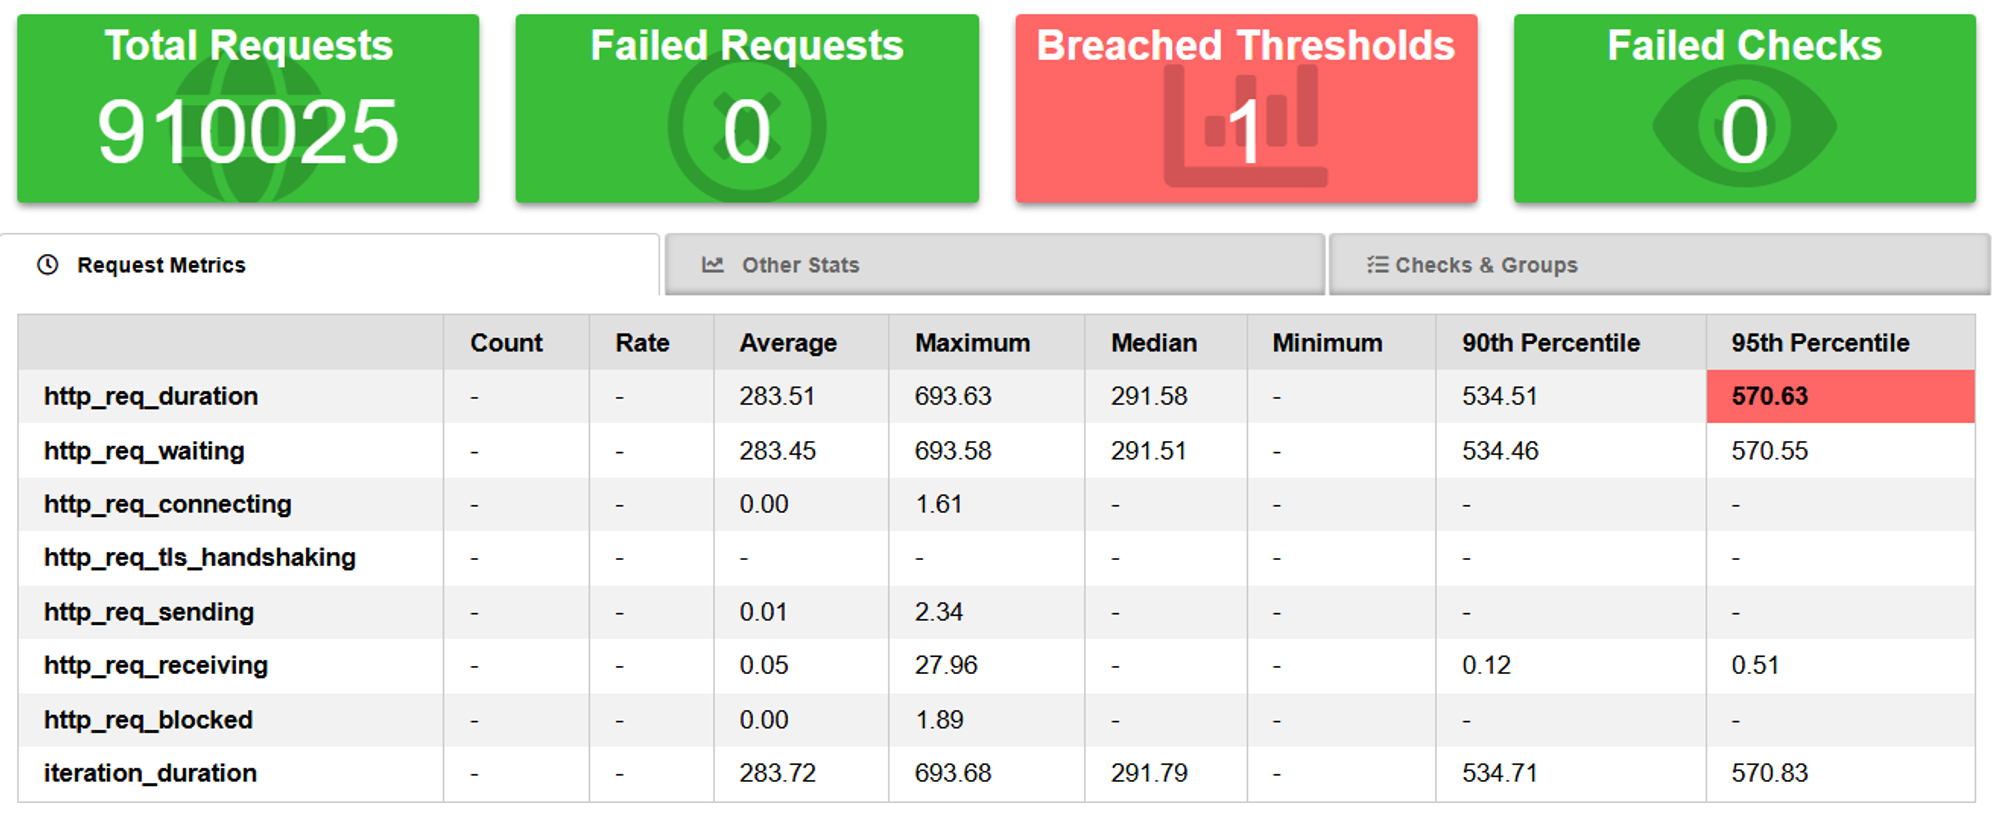 Total Requests
910025
Failed Requests
0
Breached Thresholds
1
Failed Checks
0
Request Metrics
Other Stats
Checks & Groups
Count Rate Average Maximum Median Minimum 90th Percentile 95th Percentile
http_req_duration - - 283.51 693.63 291.58 - 534.51 570.63
http_req_waiting - - 283.45 693.58 291.51 - 534.46 570.55
http_req_connecting - - 0.00 1.61 - - - -
http_req_tls_handshaking - - - - - - - -
http_req_sending - - 0.01 2.34 - - - -
http_req_receiving - - 0.05 27.96 - - 0.12 0.51
http_req_blocked - - 0.00 1.89 - - - -
iteration_duration - - 283.72 693.68 291.79 - 534.71 570.83